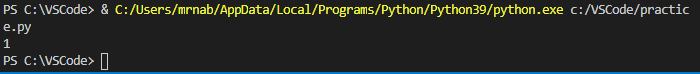 PS C:\VSCode> & C:/Users/mrnab/AppData/Local/Programs/Python/Python39/python.exe c:/VSCode/practic
e.py
1
PS C:\VSCode>